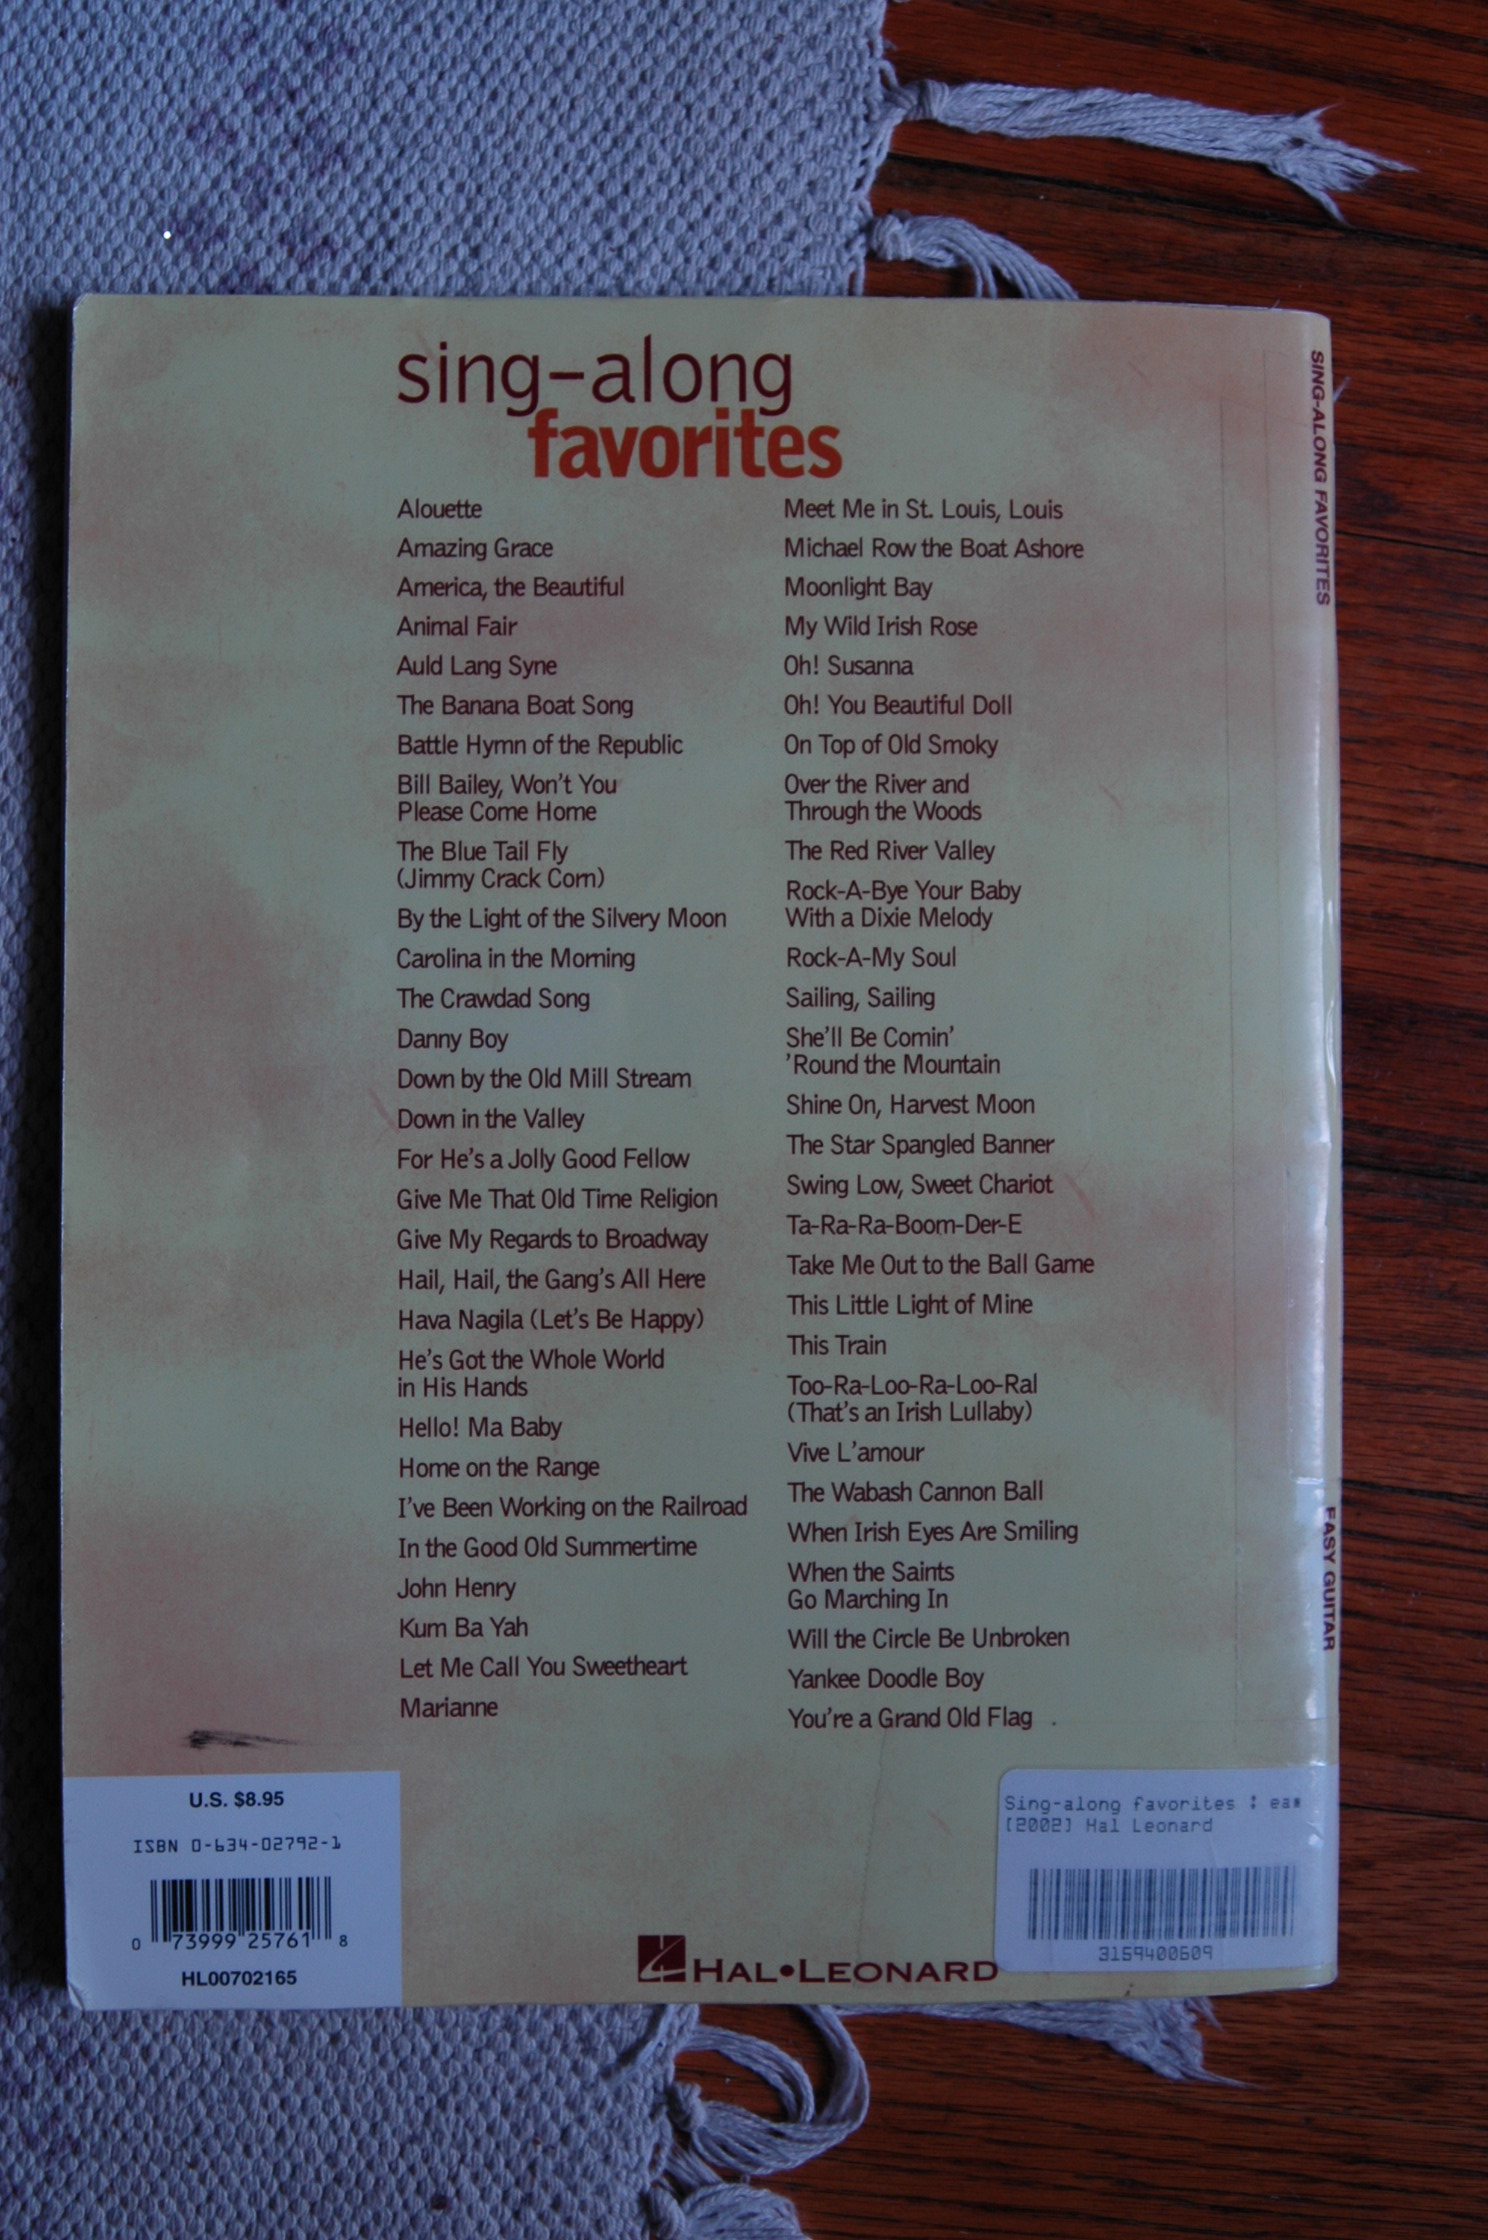 sing-along
favorites
Alouette
Amazing Grace
America, the Beautiful
Animal Fair
Auld Lang Syne
The Banana Boat Song
Battle Hymn of the Republic
Bill Bailey, Won't You
Please Come Home
The Blue Tail Fly
(Jimmy Crack Corn)
By the Light of the Silvery Moon
Carolina in the Morning
The Crawdad Song
Danny Boy
Down by the Old Mill Stream
Down in the Valley
For He's a Jolly Good Fellow
Give Me That Old Time Religion
Give My Regards to Broadway
Hail, Hail, the Gang's All Here
Hava Nagila (Let's Be Happy)
He's Got the Whole World
in His Hands
Hello! Ma Baby
Home on the Range
I've Been Working on the Railroad
In the Good Old Summertime
John Henry
Kum Ba Yah
Let Me Call You Sweetheart
Marianne
Meet Me in St. Louis, Louis
Michael Row the Boat Ashore
Moonlight Bay
My Wild Irish Rose
Oh! Susanna
Oh! You Beautiful Doll
On Top of Old Smoky
Over the River and
Through the Woods
The Red River Valley
Rock-A-Bye Your Baby
With a Dixie Melody
Rock-A-My Soul
Sailing, Sailing
She'll Be Comin'
'Round the Mountain
Shine On, Harvest Moon
The Star Spangled Banner
Swing Low, Sweet Chariot
Ta-Ra-Ra-Boom-Der-E
Take Me Out to the Ball Game
This Little Light of Mine
This Train
Too-Ra-Loo-Ra-Loo-Ral
(That's an Irish Lullaby)
Vive L'amour
The Wabash Cannon Ball
When Irish Eyes Are Smiling
When the Saints
Go Marching In
Will the Circle Be Unbroken
Yankee Doodle Boy
You're a Grand Old Flag
SING-ALONG FAVORITES
EASY GUITAR
U.S. $8.95
ISBN 0-634-02792-1
0 73999 25761 8
HL00702165
HAL•LEONARD
Sing-along favorites : ea
[2002] Hal Leonard
3159400609